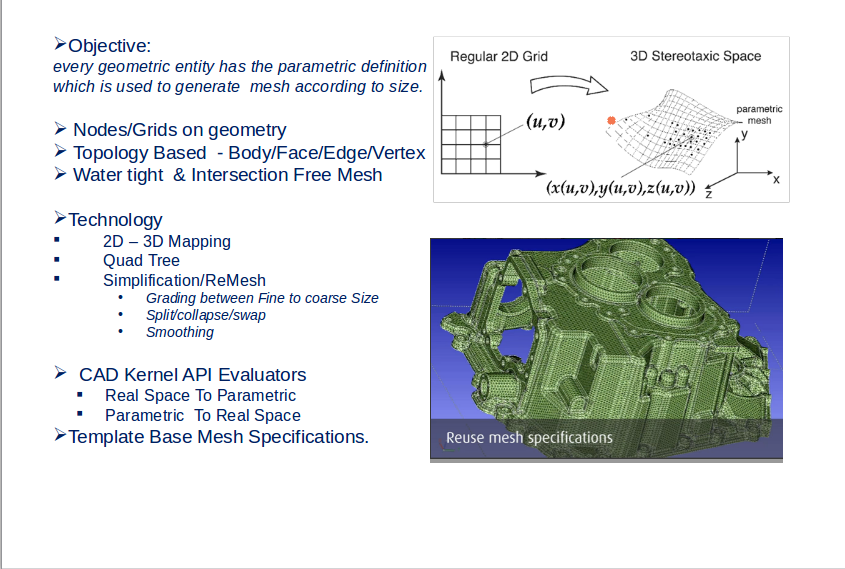 ➢Objective:
every geometric entity has the parametric definition
which is used to generate mesh according to size.
➢ Nodes/Grids on geometry
➢ Topology Based - Body/Face/Edge/Vertex
➢ Water tight & Intersection Free Mesh
➢Technology
▪ 2D – 3D Mapping
▪ Quad Tree
▪ Simplification/ReMesh
• Grading between Fine to coarse Size
• Split/collapse/swap
• Smoothing
➢ CAD Kernel API Evaluators
▪ Real Space To Parametric
▪ Parametric To Real Space
➢Template Base Mesh Specifications.
Regular 2D Grid
3D Stereotaxic Space
(u,v)
parametric
mesh
y
x
z
(x(u,v),y(u,v),z(u,v))
Reuse mesh specifications